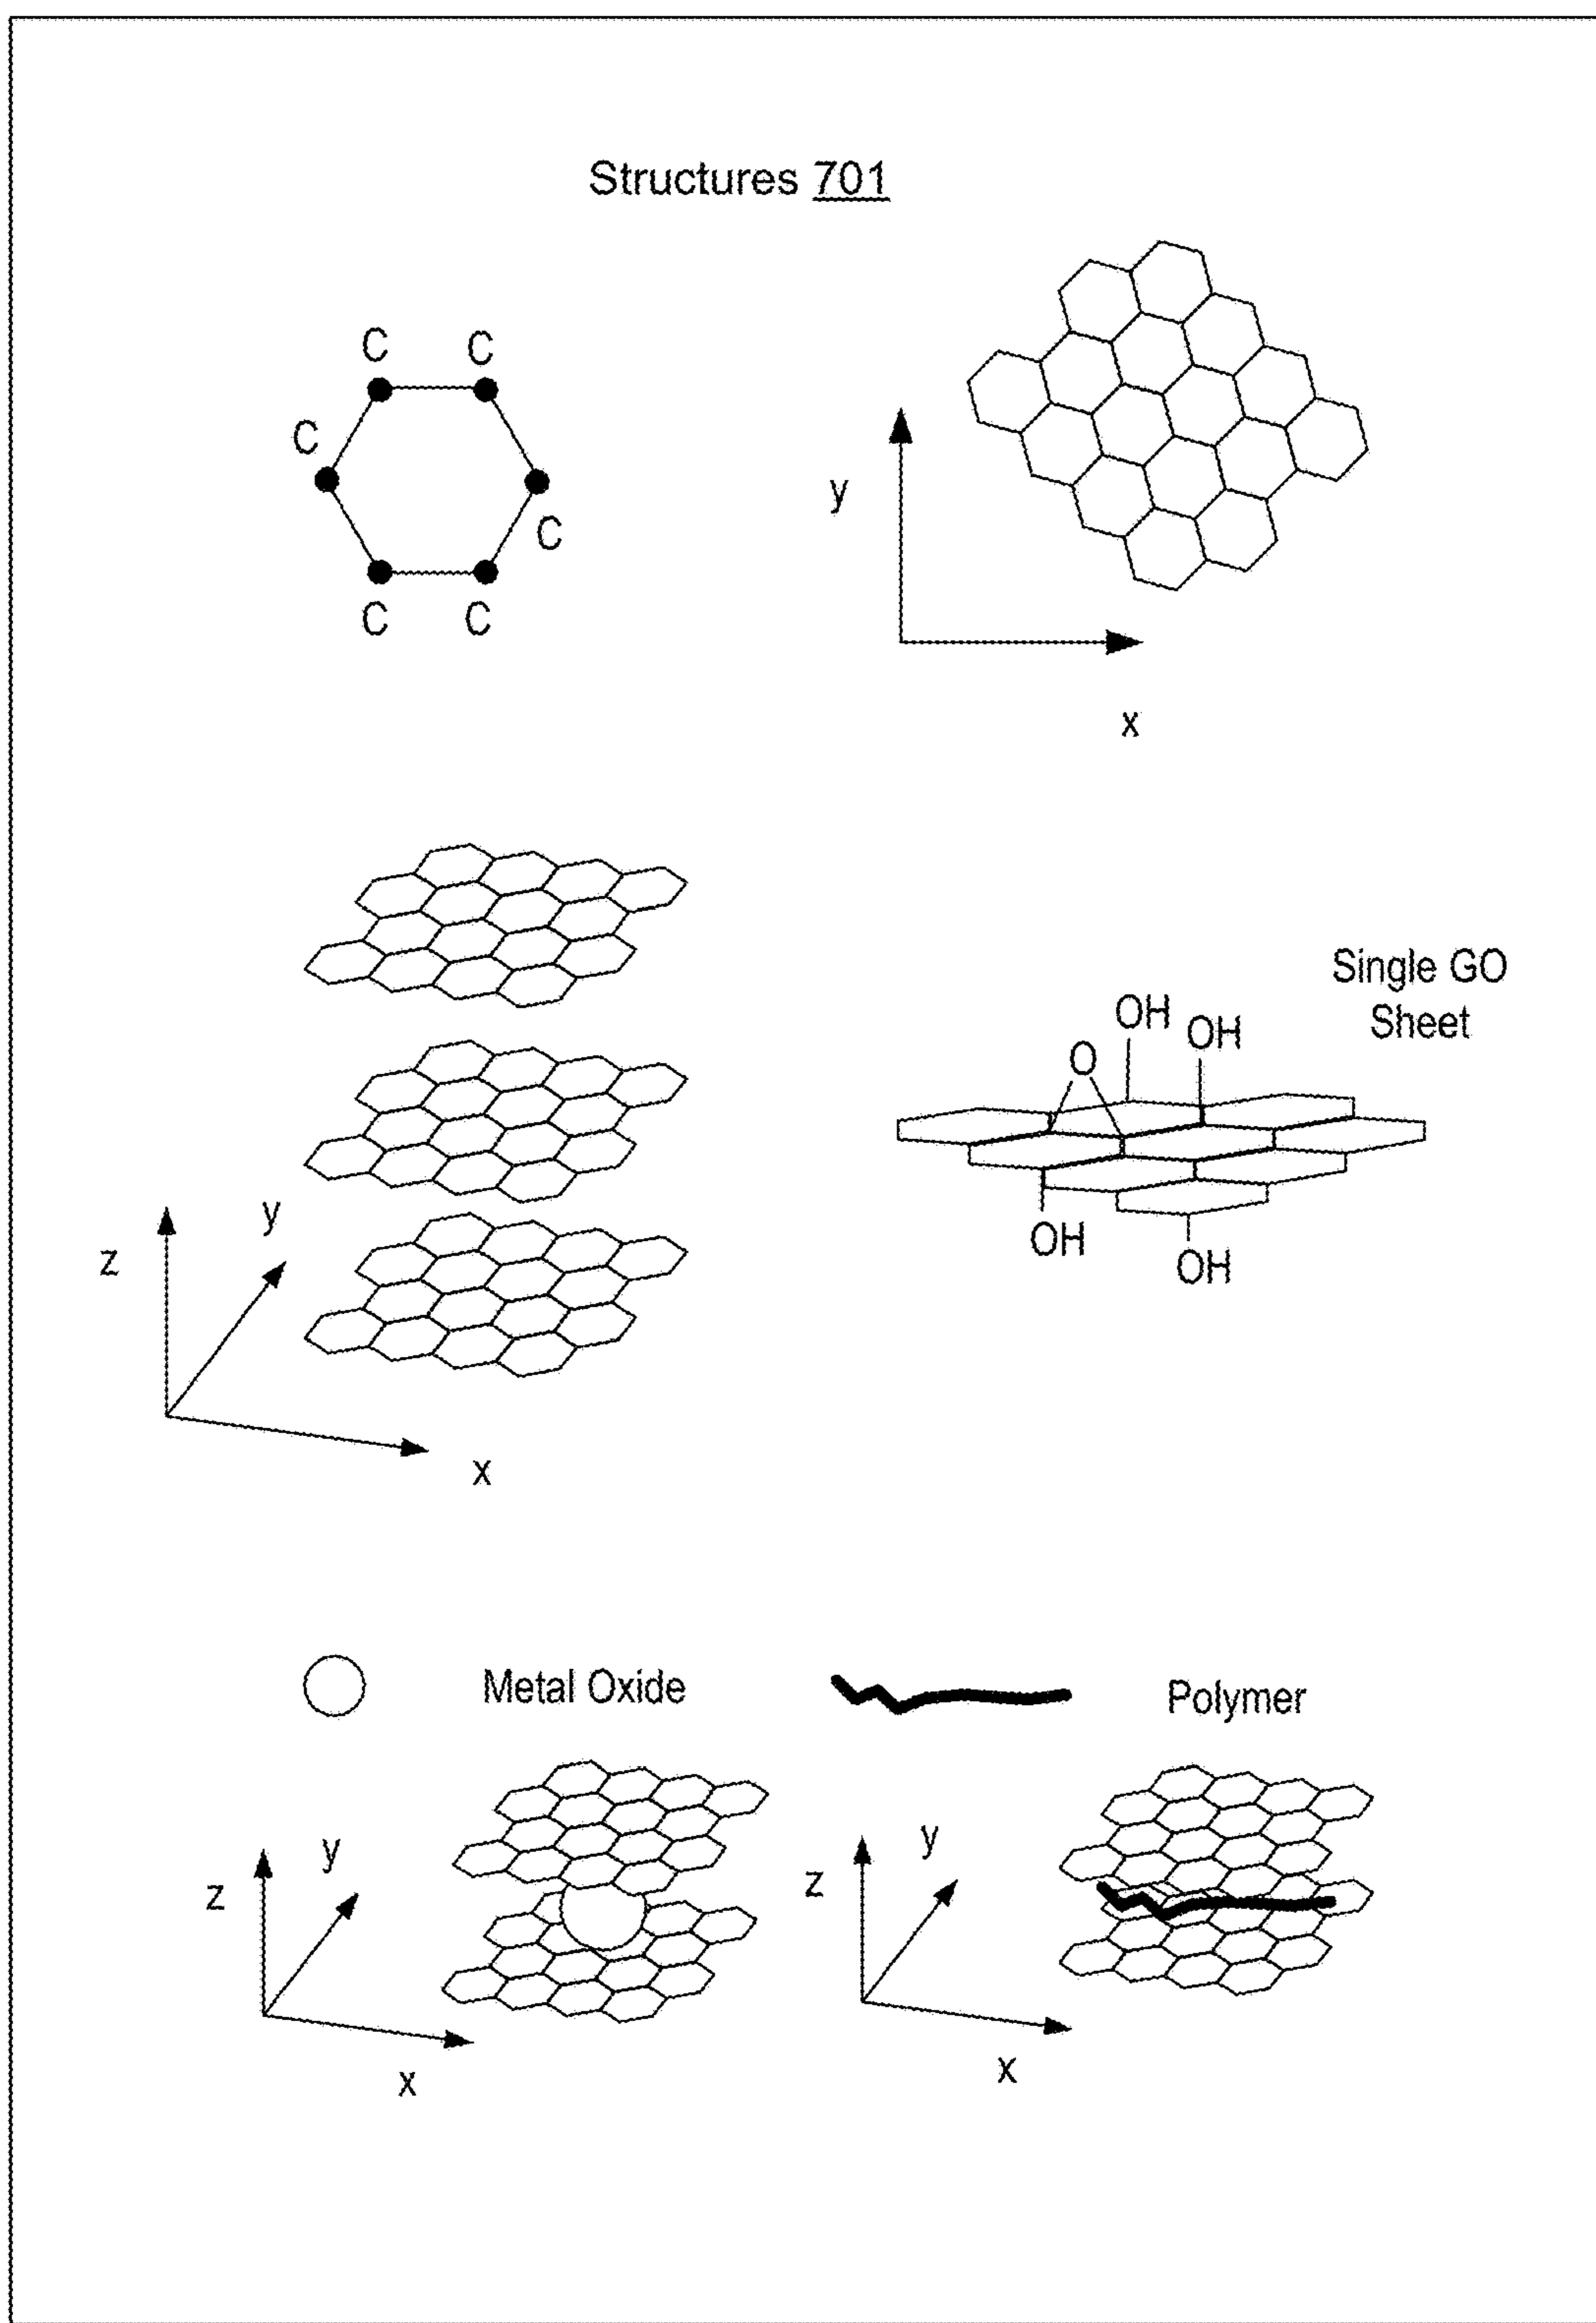 Structures 701
C C
C
C
C C
y
x
Single GO
Sheet
OH
OH
O
OH
OH
z
y
x
Metal Oxide
Polymer
z
y
x
z
y
x